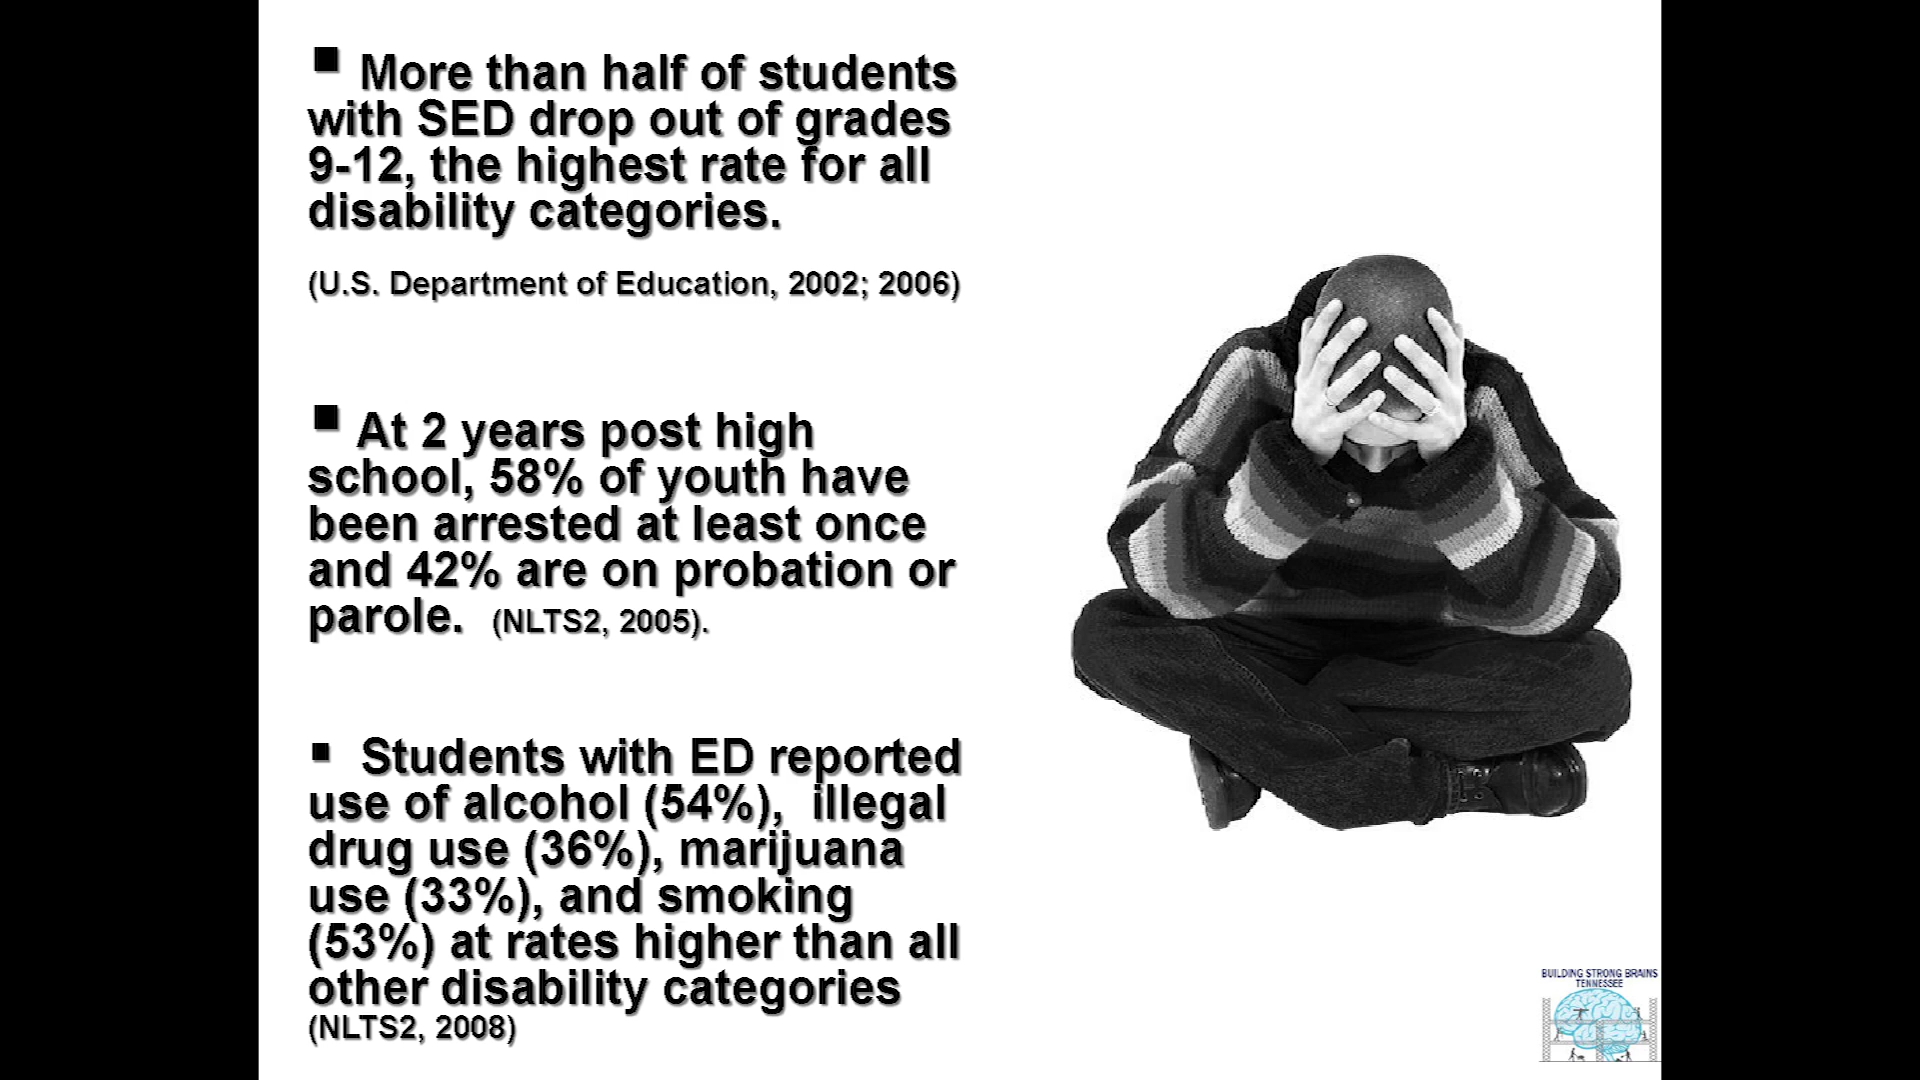 ▪ More than half of students
with SED drop out of grades
9-12, the highest rate for all
disability categories.
(U.S. Department of Education, 2002; 2006)
▪ At 2 years post high
school, 58% of youth have
been arrested at least once
and 42% are on probation or
parole. (NLTS2, 2005).
▪ Students with ED reported
use of alcohol (54%), illegal
drug use (36%), marijuana
use (33%), and smoking
(53%) at rates higher than all
other disability categories
(NLTS2, 2008)
BUILDING STRONG BRAINS
TENNESSEE